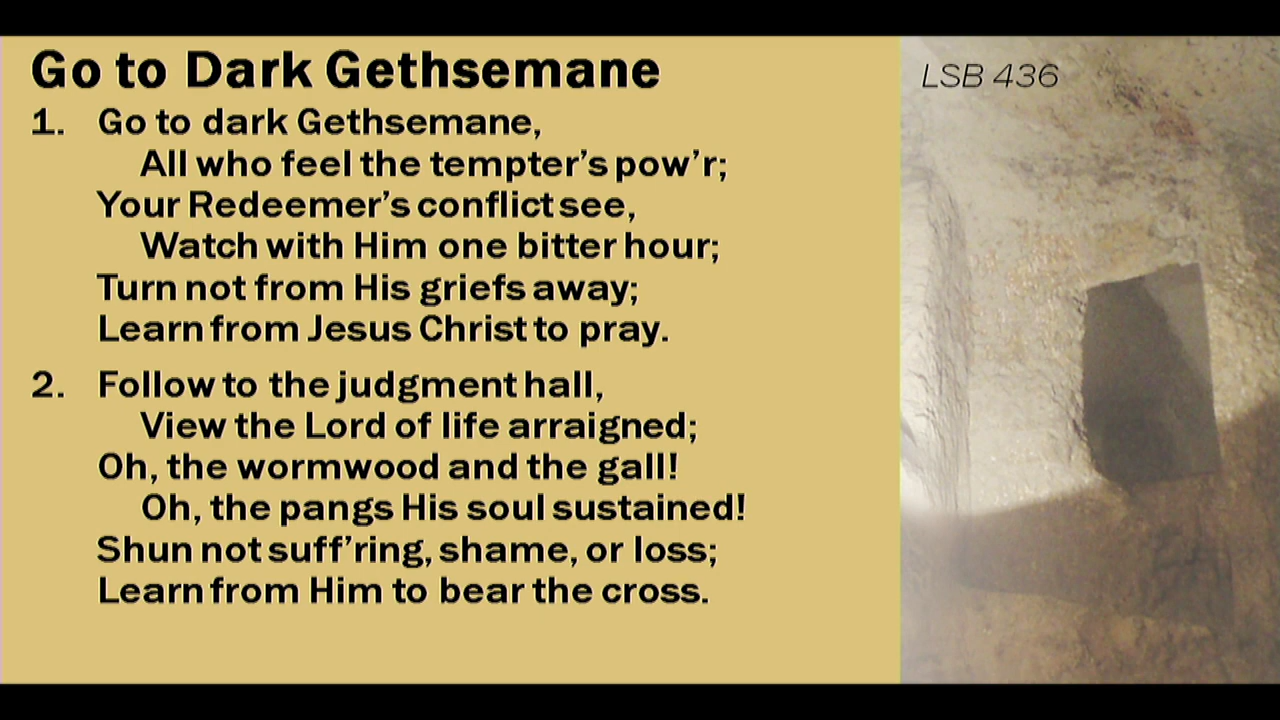 Go to Dark Gethsemane
LSB 436
1. Go to dark Gethsemane,
All who feel the tempter’s pow’r;
Your Redeemer’s conflict see,
Watch with Him one bitter hour;
Turn not from His griefs away;
Learn from Jesus Christ to pray.
2. Follow to the judgment hall,
View the Lord of life arraigned;
Oh, the wormwood and the gall!
Oh, the pangs His soul sustained!
Shun not suff’ring, shame, or loss;
Learn from Him to bear the cross.